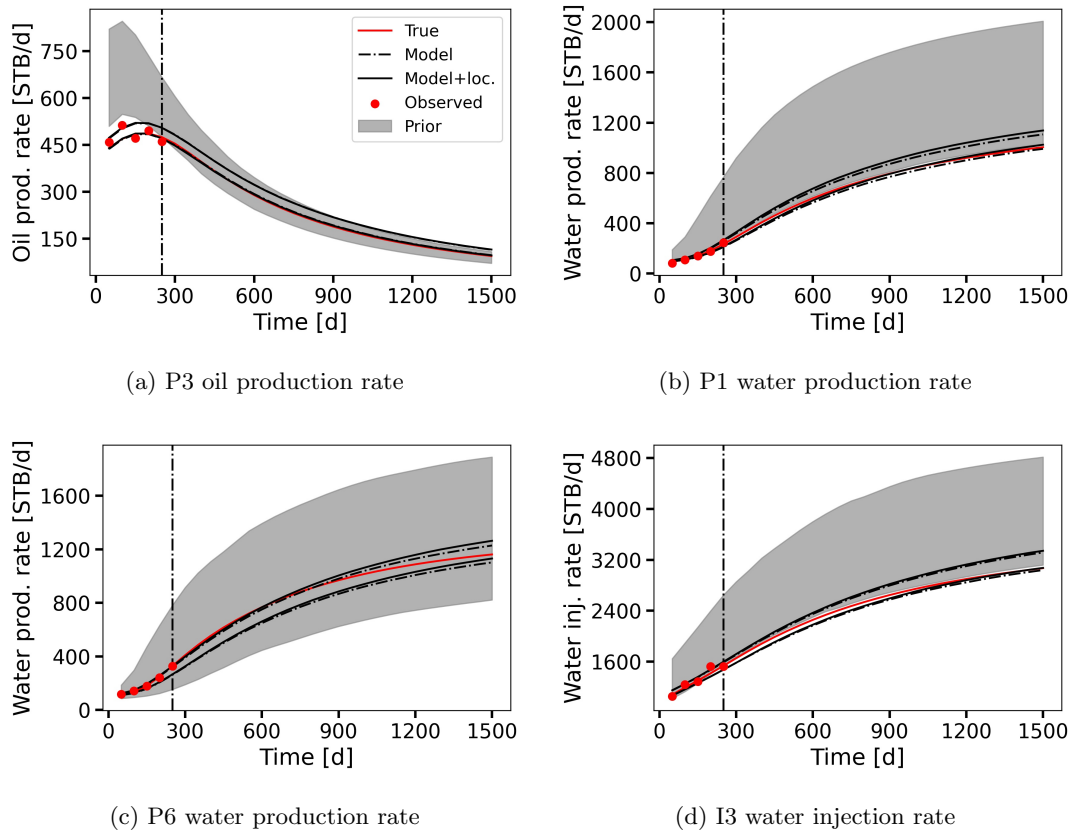 Oil prod. rate [STB/d]
750
600
450
300
150
0 300 600 900 1200 1500
Time [d]
True
Model
Model+loc.
Observed
Prior
(a) P3 oil production rate
Water prod. rate [STB/d]
2000
1600
1200
800
400
0
0 300 600 900 1200 1500
Time [d]
(b) P1 water production rate
Water prod. rate [STB/d]
1600
1200
800
400
0
0 300 600 900 1200 1500
Time [d]
(c) P6 water production rate
Water inj. rate [STB/d]
4800
4000
3200
2400
1600
0 300 600 900 1200 1500
Time [d]
(d) I3 water injection rate